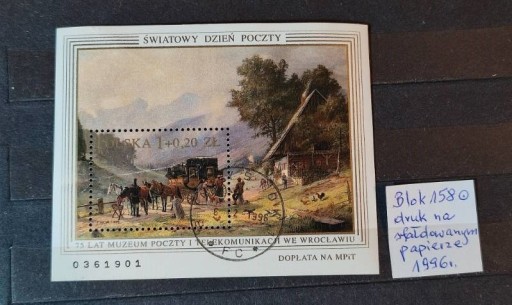 ŚWIATOWY DZIEŃ POCZTY
POLSKA 1+0,20 ZŁ
1996
75 LAT MUZEUM POCZTY I TELEKOMUNIKACJI WE WROCŁAWIU
0361901
DOPŁATA NA MPiT
Blok 158
druk na
sfałdowanym
papierze
1996r.